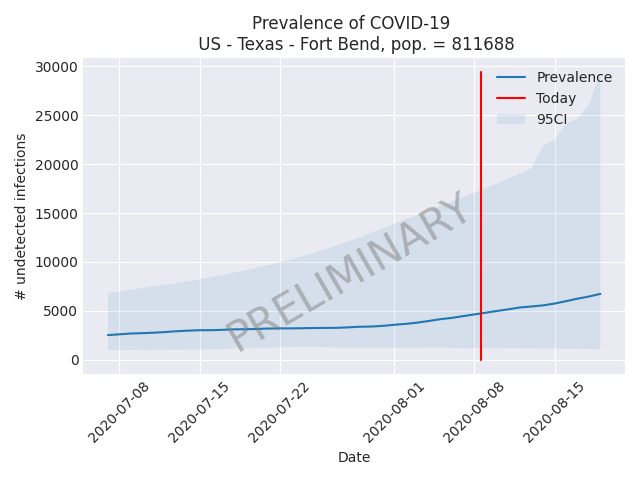 Prevalence of COVID-19
US - Texas - Fort Bend, pop. = 811688
30000
25000
20000
15000
10000
5000
0
# undetected infections
Prevalence
Today
95CI
PRELIMINARY
2020-07-08
2020-07-15
2020-07-22
2020-08-01
2020-08-08
2020-08-15
Date